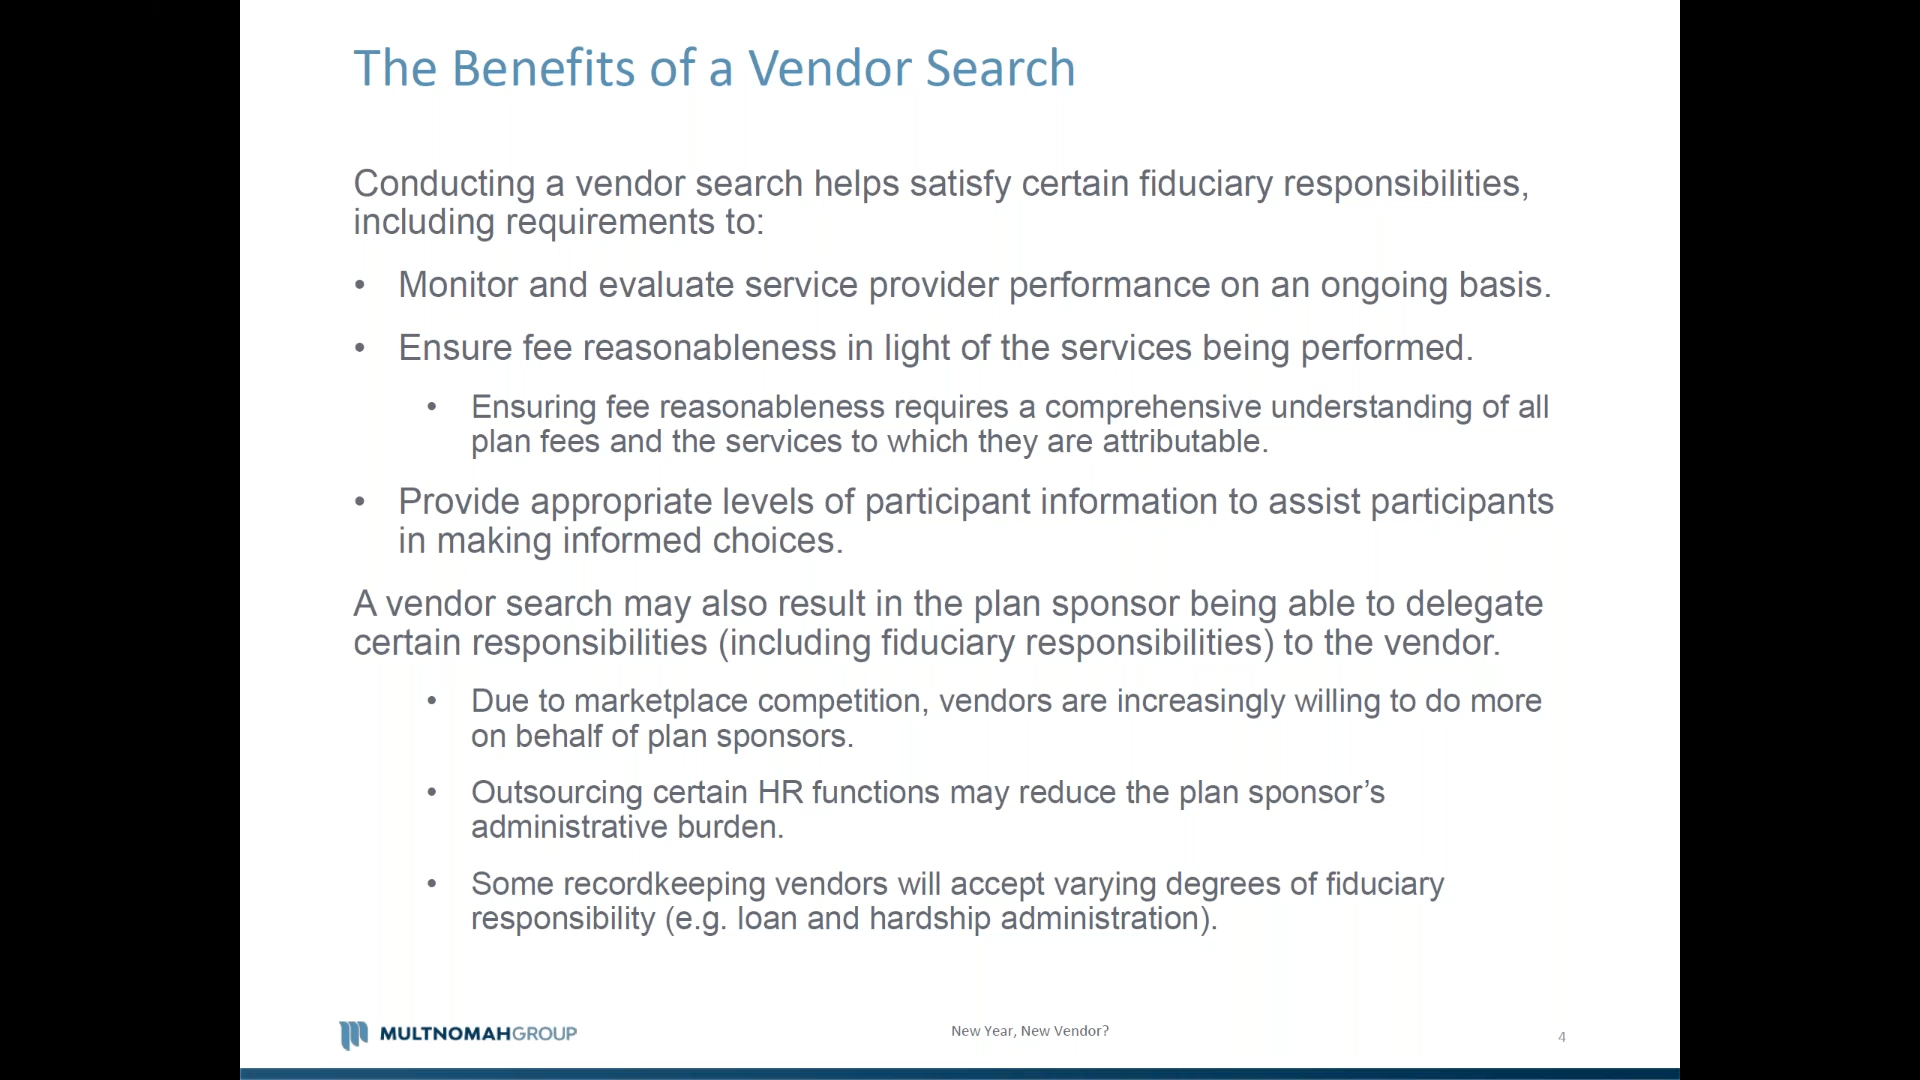 The Benefits of a Vendor Search
Conducting a vendor search helps satisfy certain fiduciary responsibilities,
including requirements to:
• Monitor and evaluate service provider performance on an ongoing basis.
• Ensure fee reasonableness in light of the services being performed.
• Ensuring fee reasonableness requires a comprehensive understanding of all
plan fees and the services to which they are attributable.
• Provide appropriate levels of participant information to assist participants
in making informed choices.
A vendor search may also result in the plan sponsor being able to delegate
certain responsibilities (including fiduciary responsibilities) to the vendor.
• Due to marketplace competition, vendors are increasingly willing to do more
on behalf of plan sponsors.
• Outsourcing certain HR functions may reduce the plan sponsor’s
administrative burden.
• Some recordkeeping vendors will accept varying degrees of fiduciary
responsibility (e.g. loan and hardship administration).
MULTNOMAHGROUP
New Year, New Vendor?
4